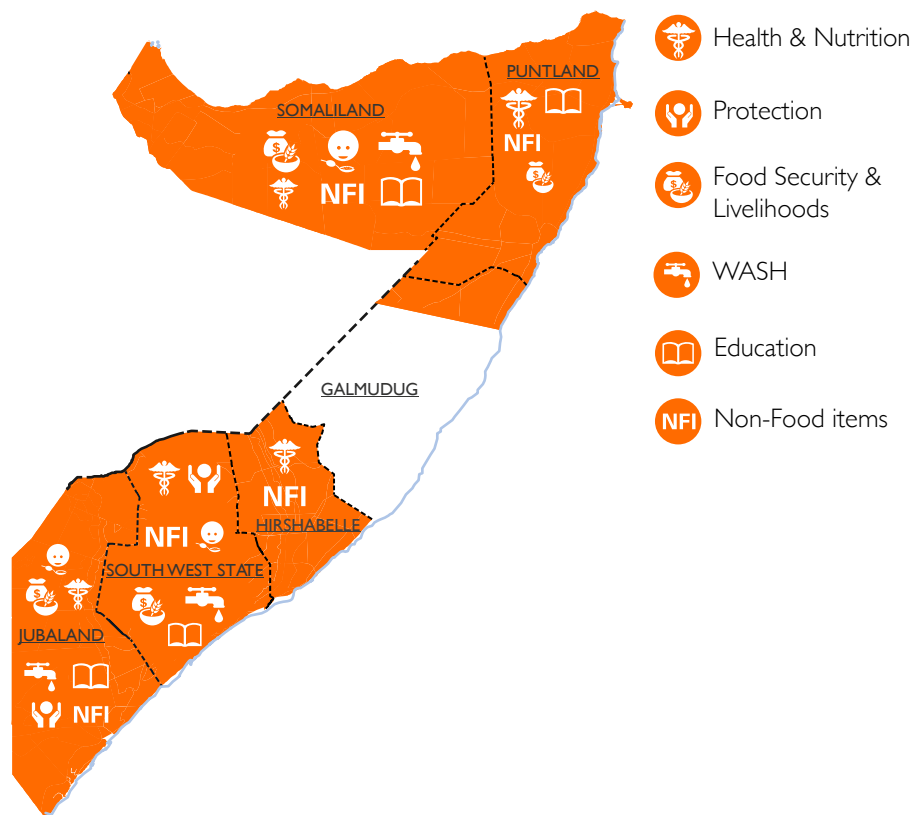 PUNTLAND
NFI
SOMALILAND
NFI
GALMUDUG
NFI
HIRSHABELLE
NFI
SOUTH WEST STATE
JUBALAND
NFI
Health & Nutrition
Protection
Food Security &
Livelihoods
WASH
Education
NFI Non-Food items